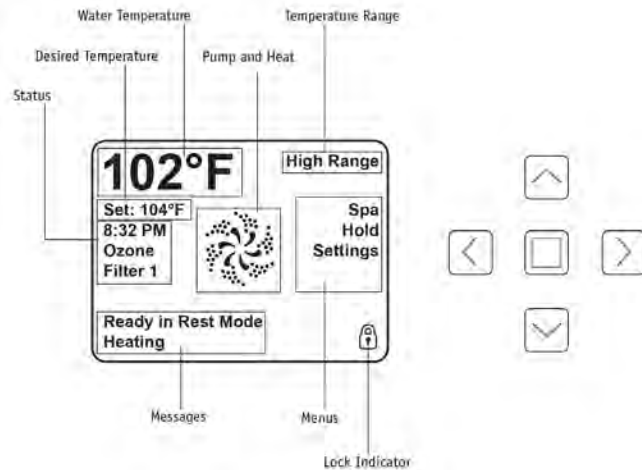 Water Temperature
Temperature Range
Desired Temperature
Pump and Heat
Status
102°F
High Range
Set: 104°F
8:32 PM
Ozone
Filter 1
Spa
Hold
Settings
Ready in Rest Mode
Heating
Messages
Menus
Lock Indicator